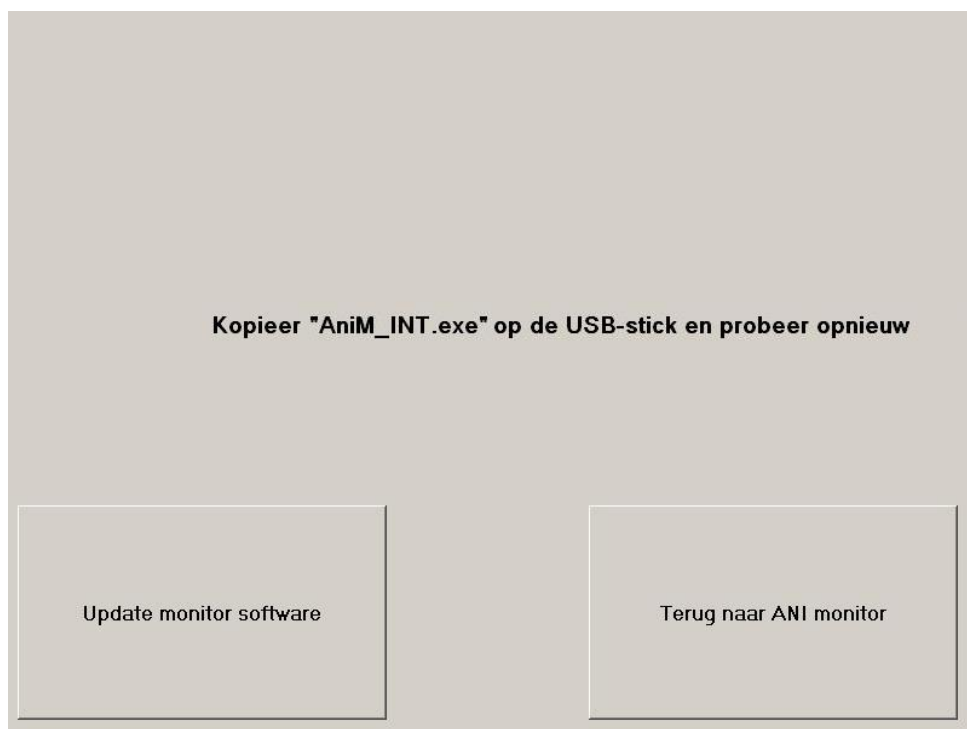 Kopieer "AniM_INT.exe" op de USB-stick en probeer opnieuw
Update monitor software
Terug naar ANI monitor